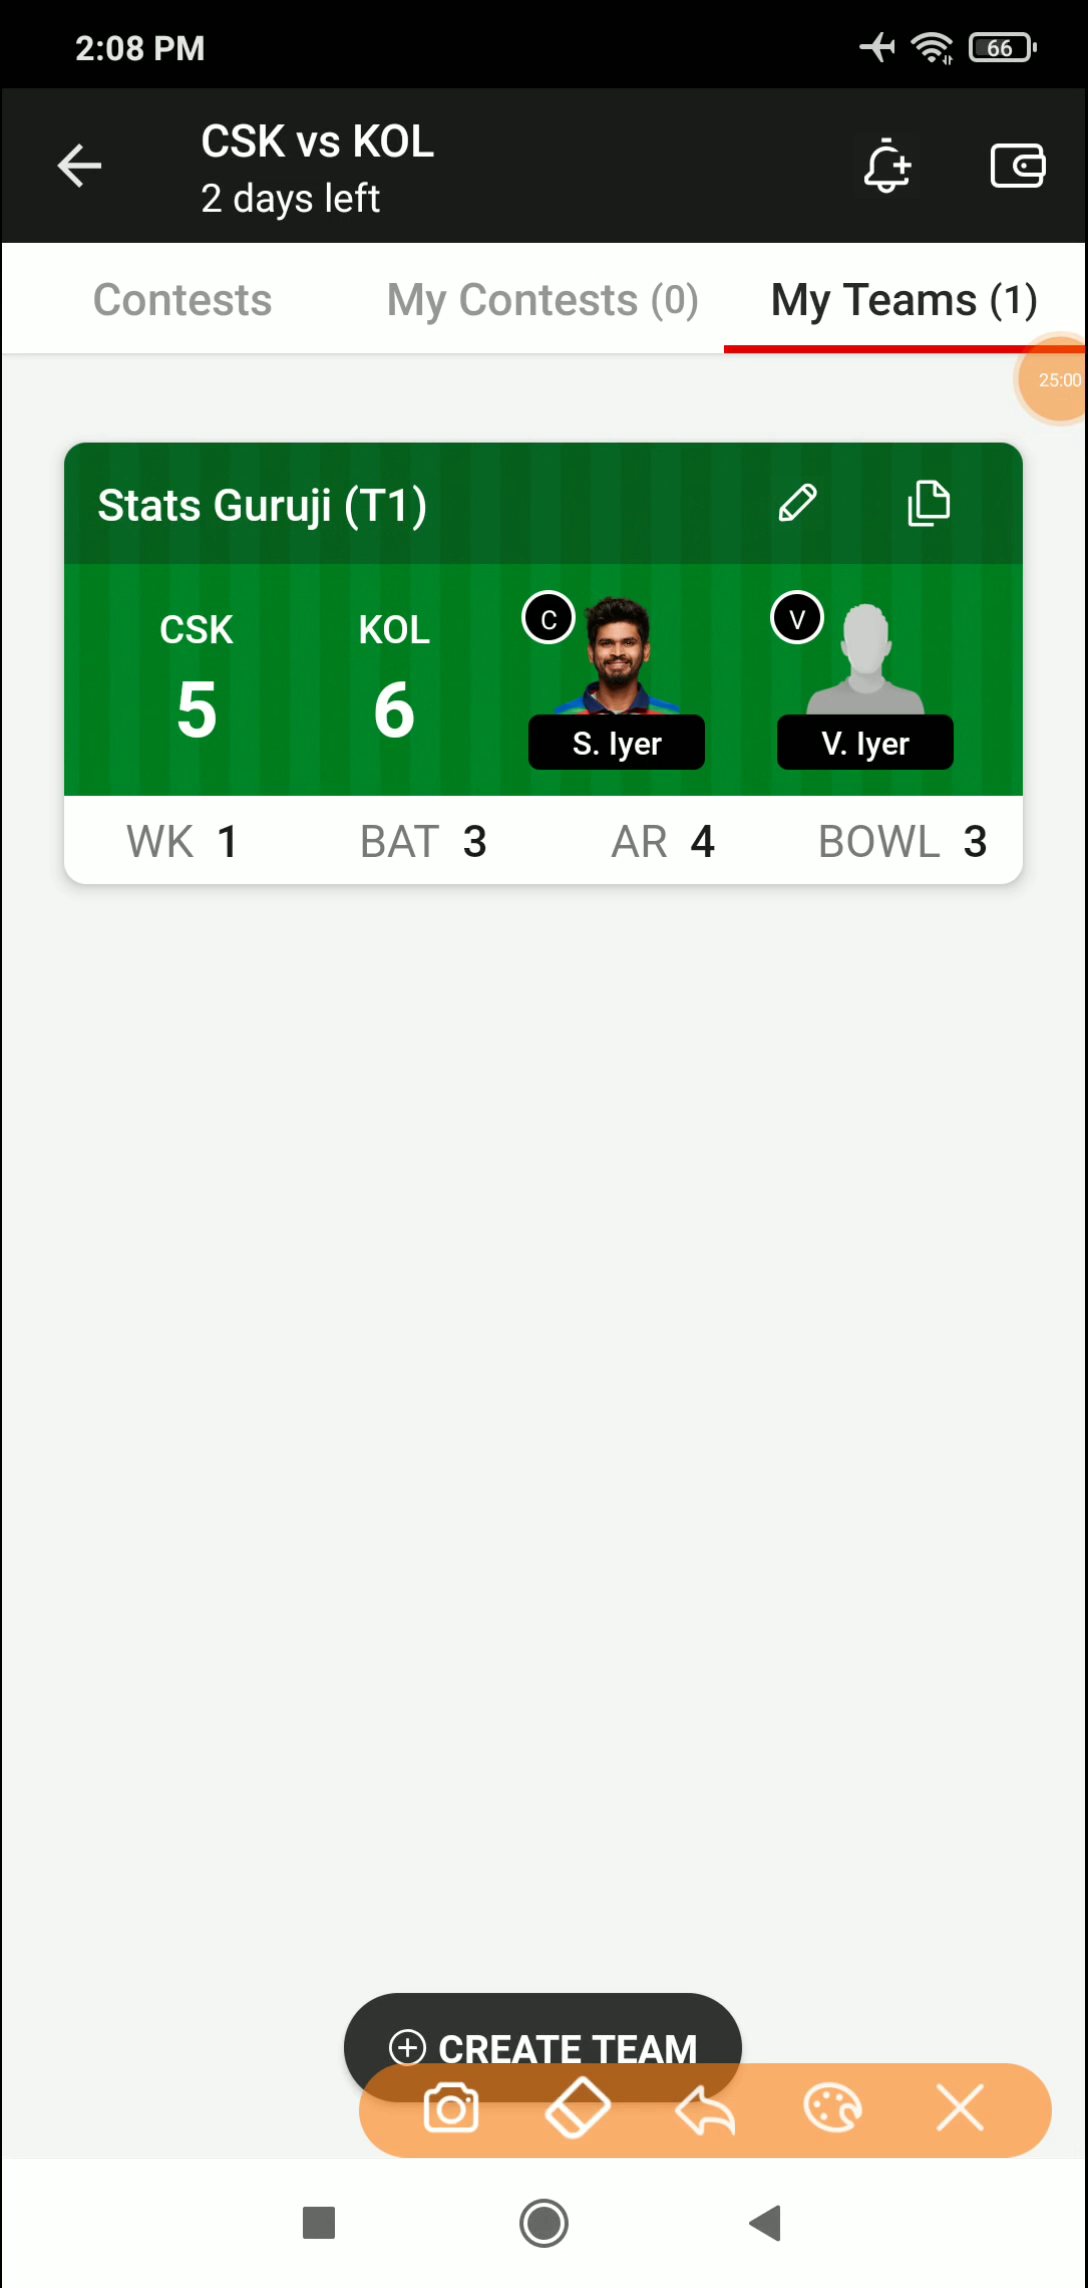 2:08 PM
66
CSK vs KOL
2 days left
Contests
My Contests (0)
My Teams (1)
25:00
Stats Guruji (T1)
CSK
KOL
5
6
C
V
S. Iyer
V. Iyer
WK 1
BAT 3
AR 4
BOWL 3
CREATE TEAM